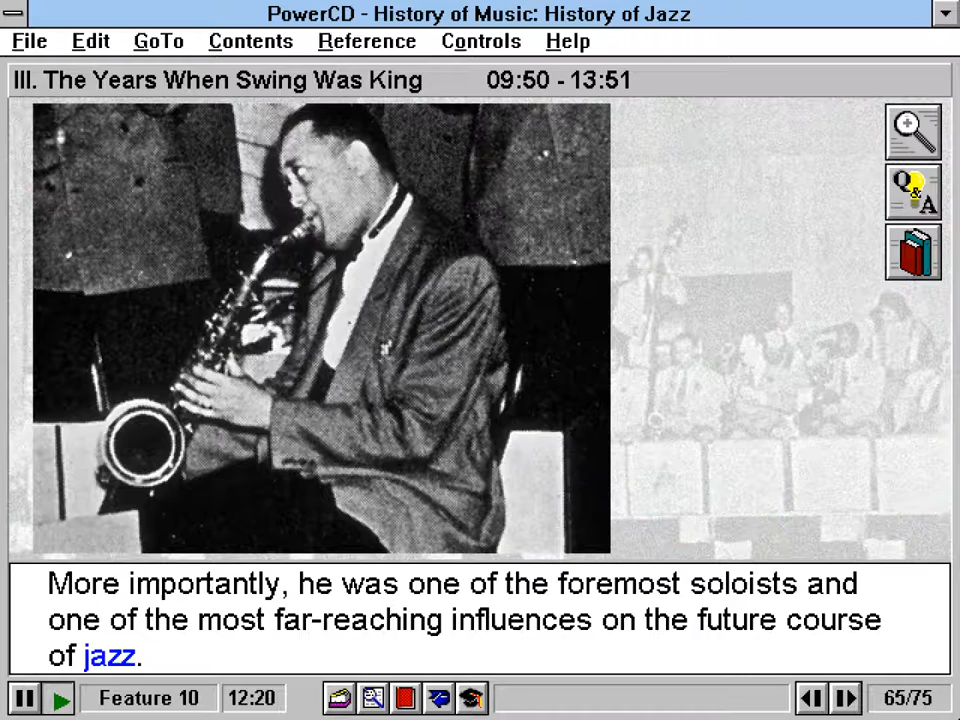 PowerCD - History of Music: History of Jazz
File Edit GoTo Contents Reference Controls Help
III. The Years When Swing Was King 09:50 - 13:51
Q & A
More importantly, he was one of the foremost soloists and
one of the most far-reaching influences on the future course
of jazz.
Feature 10 12:20 65/75